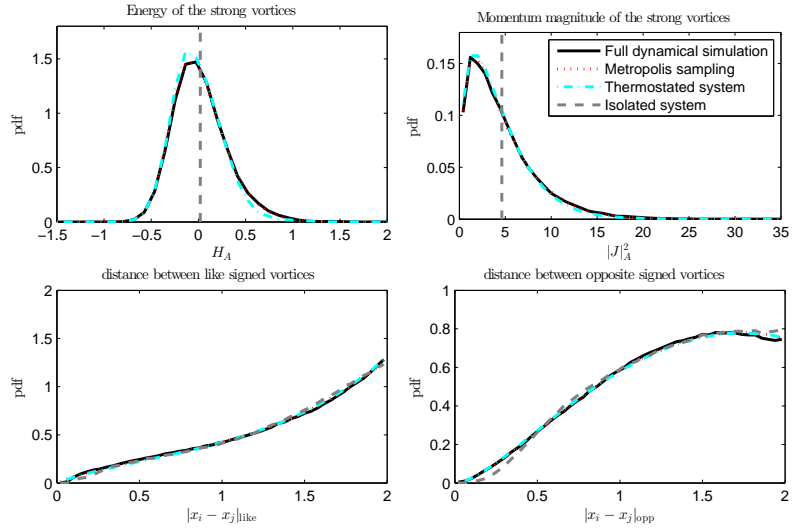 Energy of the strong vortices
pdf
1.5
1
0.5
0
−1.5 −1 −0.5 0 0.5 1 1.5 2
H_A
Momentum magnitude of the strong vortices
Full dynamical simulation
Metropolis sampling
Thermostated system
Isolated system
pdf
0.15
0.1
0.05
0
0 5 10 15 20 25 30 35
|J|²_A
distance between like signed vortices
pdf
2
1.5
1
0.5
0
0 0.5 1 1.5 2
|x_i − x_j|_like
distance between opposite signed vortices
pdf
1
0.8
0.6
0.4
0.2
0
0 0.5 1 1.5 2
|x_i − x_j|_opp